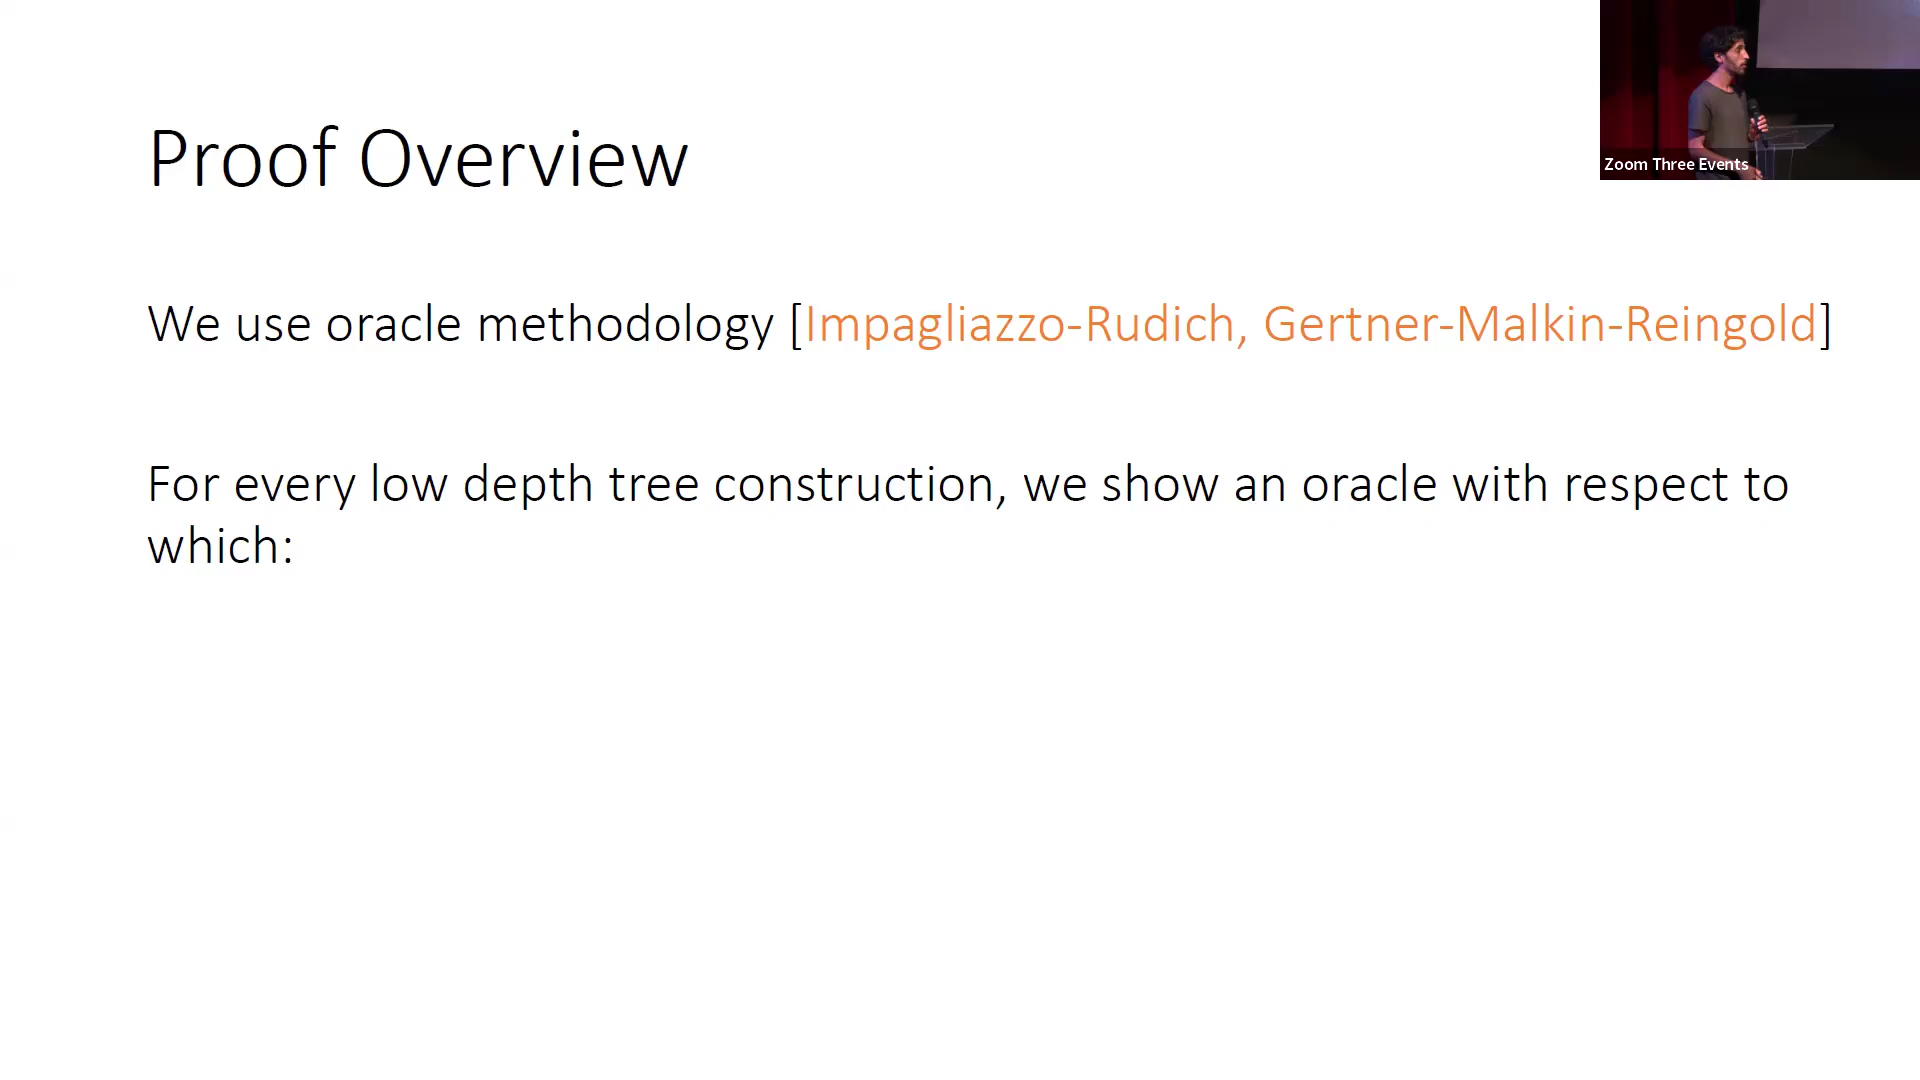 Zoom Three Events
Proof Overview
We use oracle methodology [Impagliazzo-Rudich, Gertner-Malkin-Reingold]
For every low depth tree construction, we show an oracle with respect to
which: